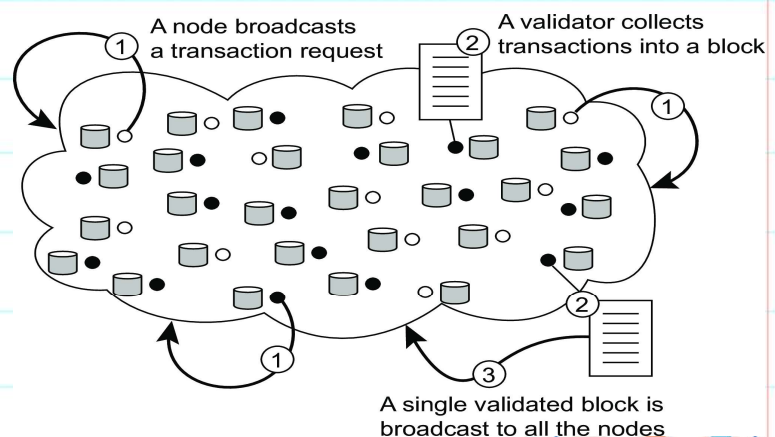 A node broadcasts
a transaction request
1
A validator collects
transactions into a block
2
1
1
2
3
A single validated block is
broadcast to all the nodes